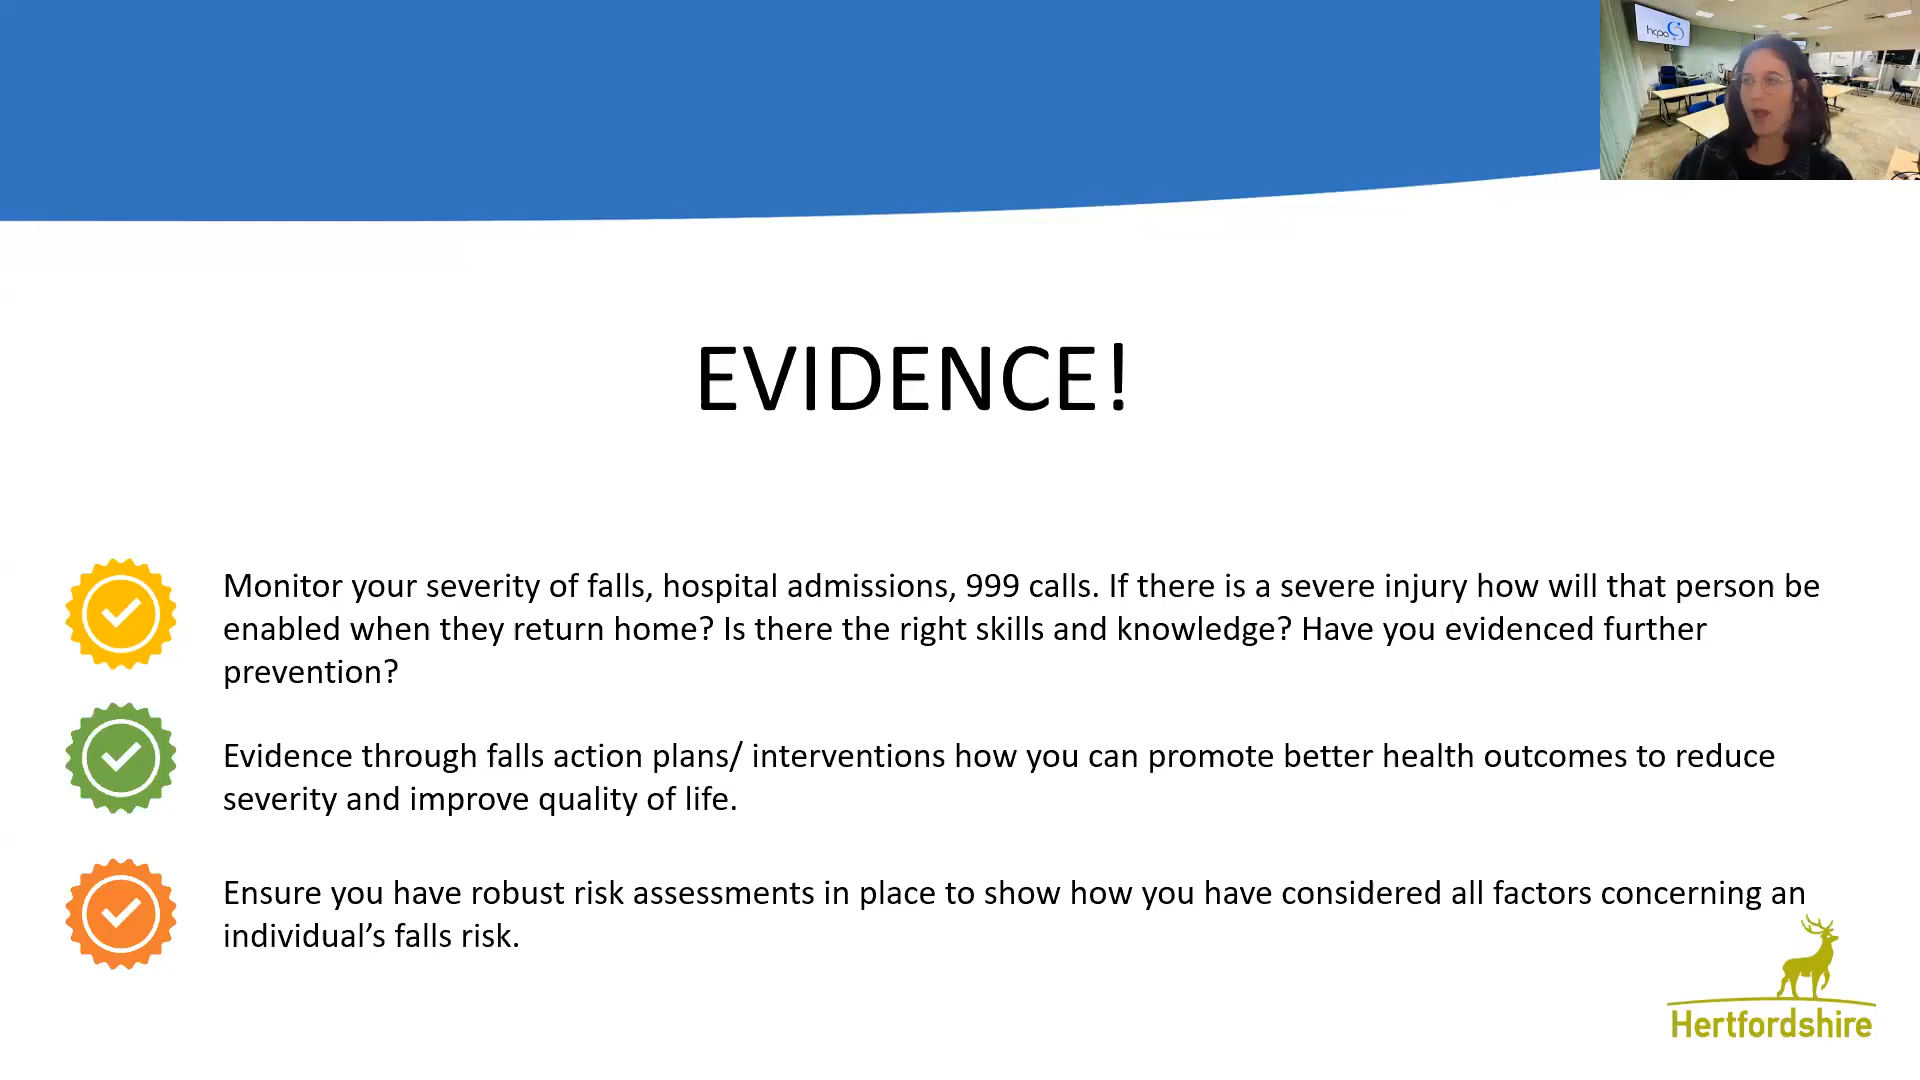 hcpa
EVIDENCE!
Monitor your severity of falls, hospital admissions, 999 calls. If there is a severe injury how will that person be
enabled when they return home? Is there the right skills and knowledge? Have you evidenced further
prevention?
Evidence through falls action plans/ interventions how you can promote better health outcomes to reduce
severity and improve quality of life.
Ensure you have robust risk assessments in place to show how you have considered all factors concerning an
individual’s falls risk.
Hertfordshire